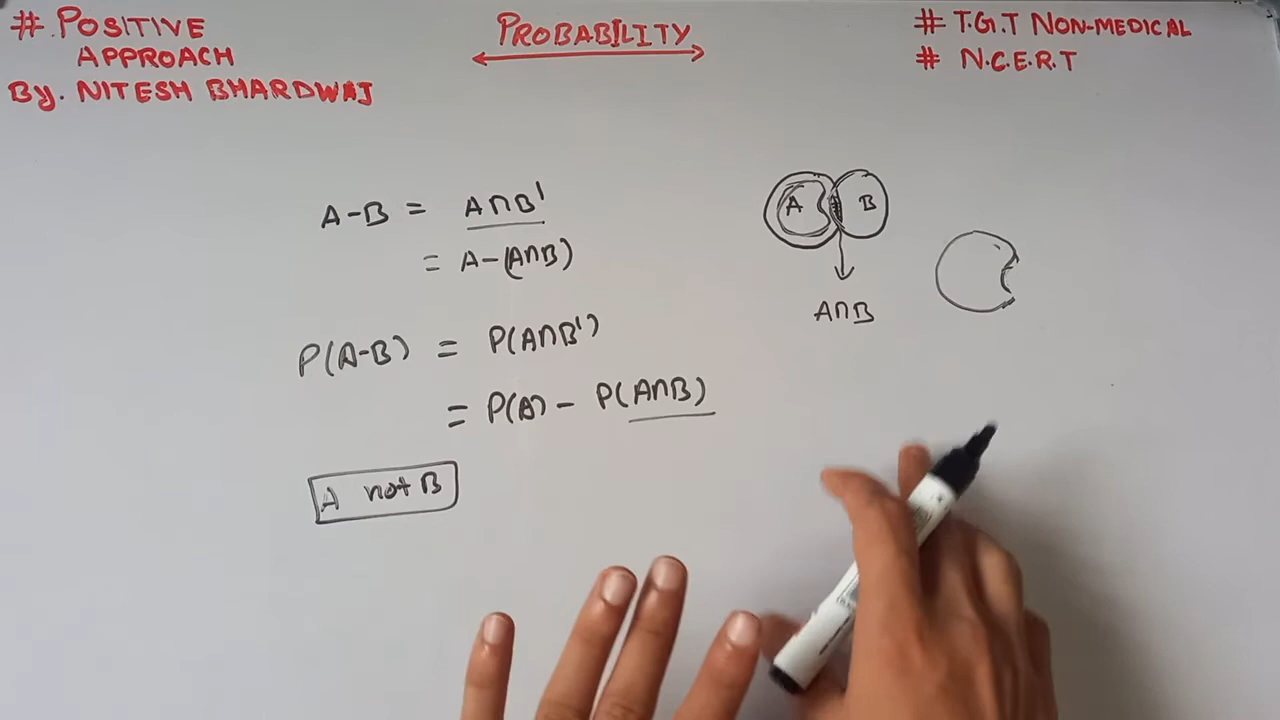 # POSITIVE
APPROACH
By. NITESH BHARDWAJ
PROBABILITY
# T.G.T NON-MEDICAL
# N.C.E.R.T
A-B = A∩B'
= A-(A∩B)
P(A-B) = P(A∩B')
= P(A) - P(A∩B)
A not B
A B
A∩B